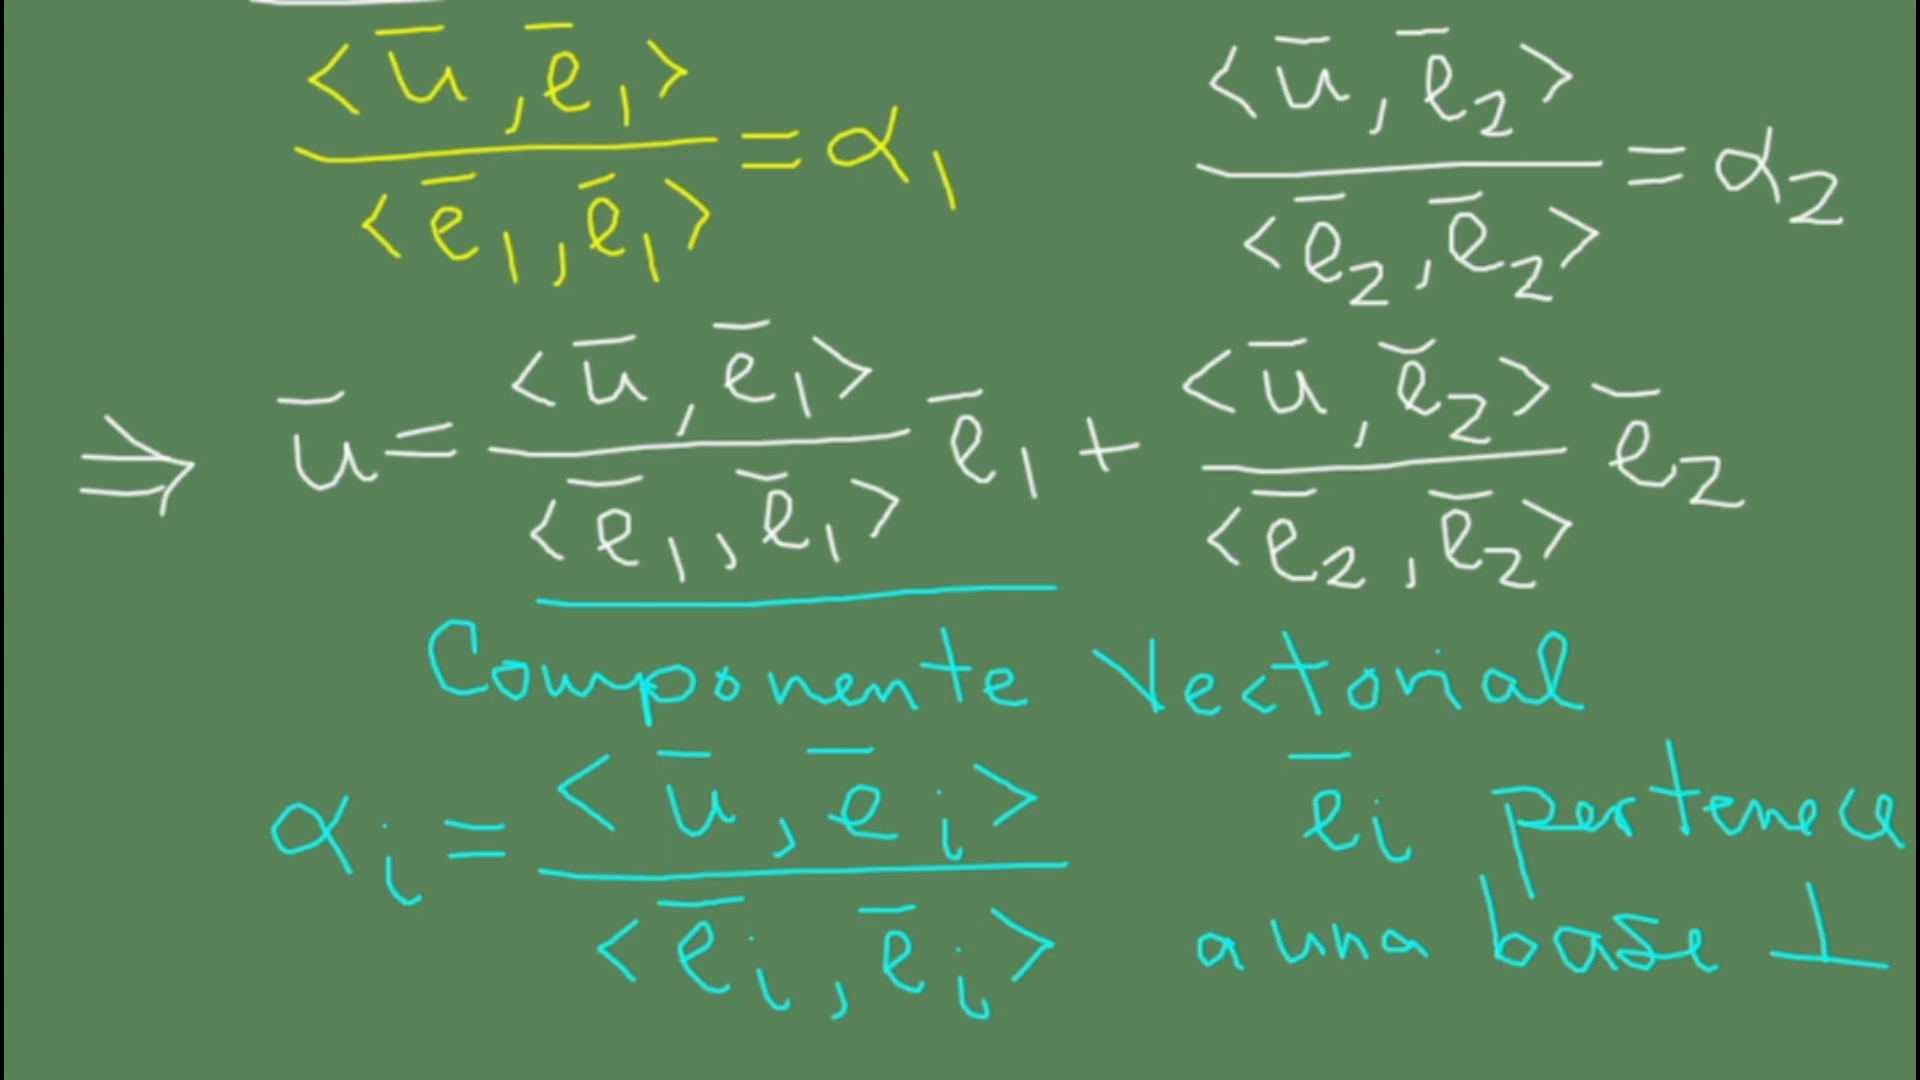 <ū, ē₁> / <ē₁, ē₁> = α₁    <ū, ē₂> / <ē₂, ē₂> = α₂
⇒ ū = <ū, ē₁> / <ē₁, ē₁> ē₁ + <ū, ē₂> / <ē₂, ē₂> ē₂
Componente Vectorial
αᵢ = <ū, ēᵢ> / <ēᵢ, ēᵢ>    ēᵢ pertenece
a una base ⊥